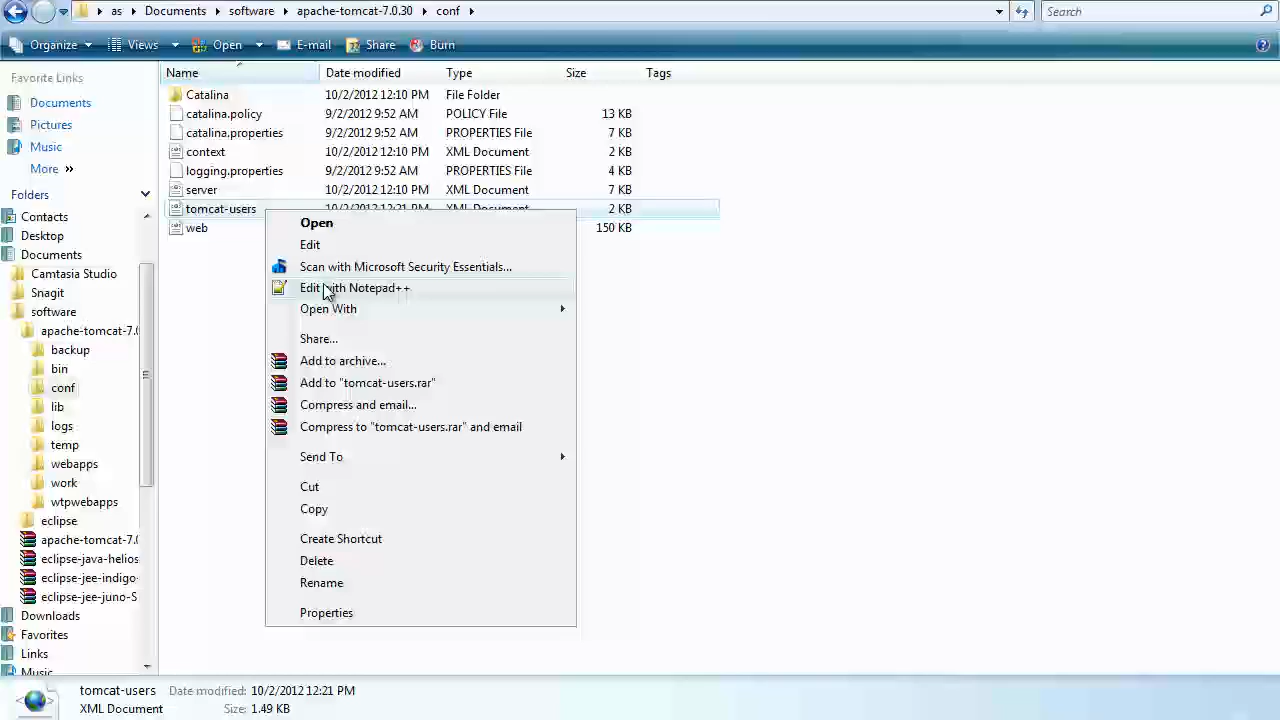 as Documents software apache-tomcat-7.0.30 conf Search
Organize Views Open E-mail Share Burn
Favorite Links
Documents
Pictures
Music
More
Folders
Contacts
Desktop
Documents
Camtasia Studio
Snagit
software
apache-tomcat-7.0
backup
bin
conf
lib
logs
temp
webapps
work
wtpwebapps
eclipse
apache-tomcat-7.0
eclipse-java-helios
eclipse-jee-indigo-
eclipse-jee-juno-S
Downloads
Favorites
Links
Music
Name Date modified Type Size Tags
Catalina 10/2/2012 12:10 PM File Folder
catalina.policy 9/2/2012 9:52 AM POLICY File 13 KB
catalina.properties 9/2/2012 9:52 AM PROPERTIES File 7 KB
context 10/2/2012 12:10 PM XML Document 2 KB
logging.properties 9/2/2012 9:52 AM PROPERTIES File 4 KB
server 10/2/2012 12:10 PM XML Document 7 KB
tomcat-users 10/2/2012 12:21 PM XML Document 2 KB
web 150 KB
Open
Edit
Scan with Microsoft Security Essentials...
Edit with Notepad++
Open With
Share...
Add to archive...
Add to "tomcat-users.rar"
Compress and email...
Compress to "tomcat-users.rar" and email
Send To
Cut
Copy
Create Shortcut
Delete
Rename
Properties
tomcat-users Date modified: 10/2/2012 12:21 PM
XML Document Size: 1.49 KB